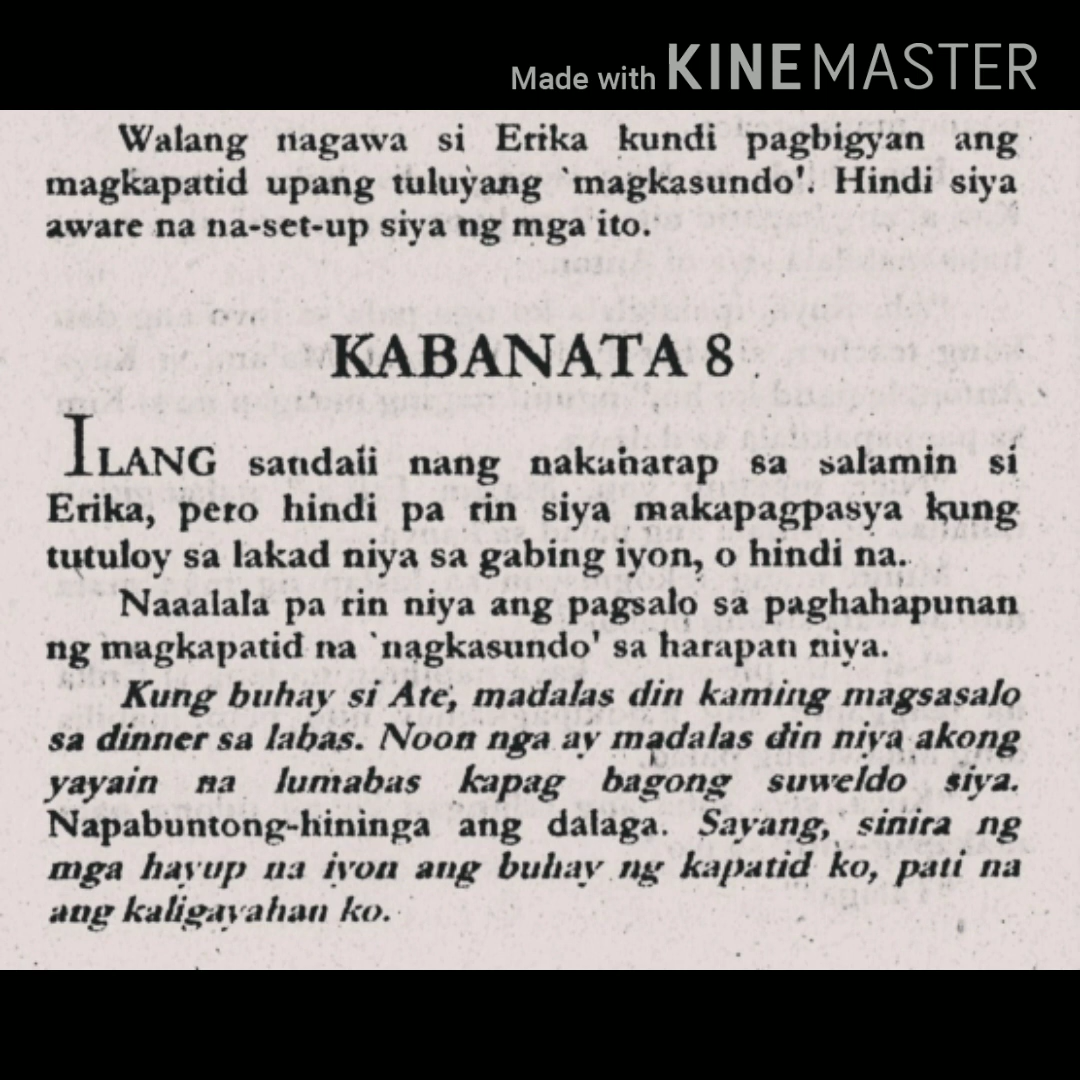 Made with KINEMASTER
Walang nagawa si Erika kundi pagbigyan ang
magkapatid upang tuluyang `magkasundo'. Hindi siya
aware na na-set-up siya ng mga ito.
KABANATA 8
ILANG sandali nang nakaharap sa salamin si
Erika, pero hindi pa rin siya makapagpasya kung
tutuloy sa lakad niya sa gabing iyon, o hindi na.
Naaalala pa rin niya ang pagsalo sa paghahapunan
ng magkapatid na `nagkasundo' sa harapan niya.
Kung buhay si Ate, madalas din kaming magsasalo
sa dinner sa labas. Noon nga ay madalas din niya akong
yayain na lumabas kapag bagong suweldo siya.
Napabuntong-hininga ang dalaga. Sayang, sinira ng
mga hayup na iyon ang buhay ng kapatid ko, pati na
ang kaligayahan ko.